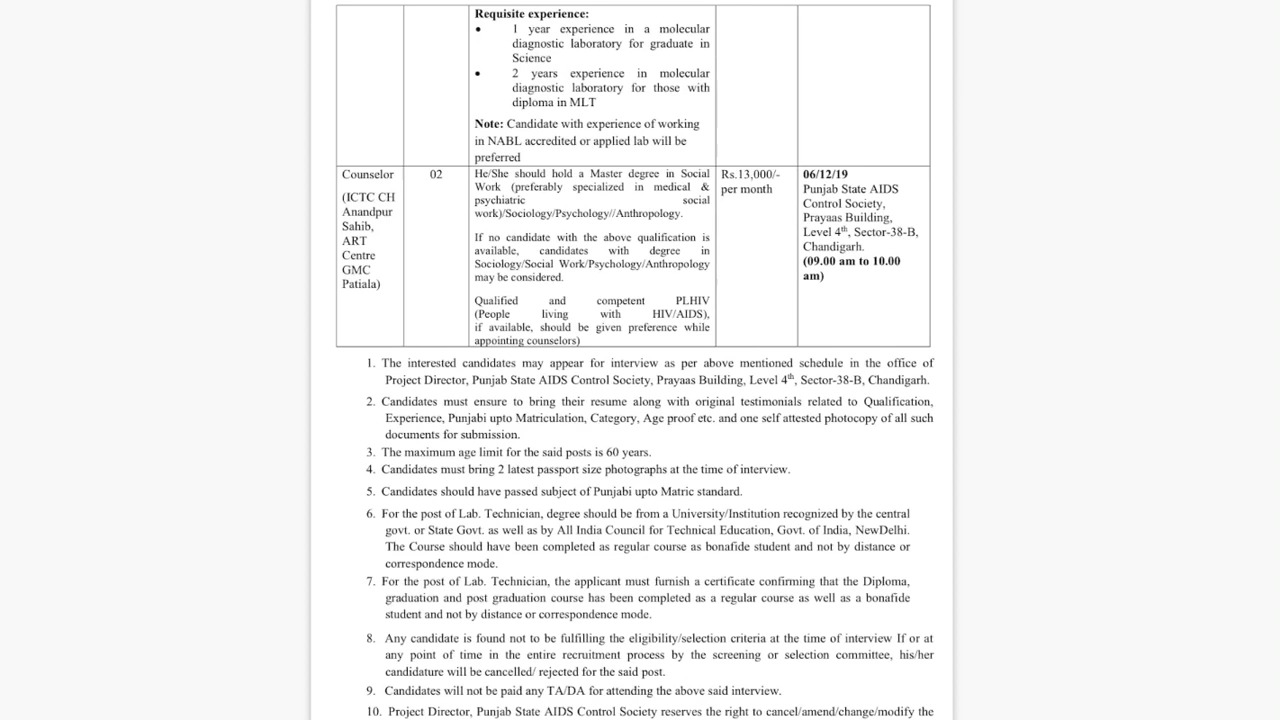 Requisite experience:
• 1 year experience in a molecular
diagnostic laboratory for graduate in
Science
• 2 years experience in molecular
diagnostic laboratory for those with
diploma in MLT
Note: Candidate with experience of working
in NABL accredited or applied lab will be
preferred
Counselor
(ICTC CH
Anandpur
Sahib,
ART
Centre
GMC
Patiala)
02
He/She should hold a Master degree in Social
Work (preferably specialized in medical &
psychiatric social
work)/Sociology/Psychology//Anthropology.
If no candidate with the above qualification is
available, candidates with degree in
Sociology/Social Work/Psychology/Anthropology
may be considered.
Qualified and competent PLHIV
(People living with HIV/AIDS),
if available, should be given preference while
appointing counselors)
Rs.13,000/-
per month
06/12/19
Punjab State AIDS
Control Society,
Prayaas Building,
Level 4th, Sector-38-B,
Chandigarh.
(09.00 am to 10.00
am)
1. The interested candidates may appear for interview as per above mentioned schedule in the office of
Project Director, Punjab State AIDS Control Society, Prayaas Building, Level 4th, Sector-38-B, Chandigarh.
2. Candidates must ensure to bring their resume along with original testimonials related to Qualification,
Experience, Punjabi upto Matriculation, Category, Age proof etc. and one self attested photocopy of all such
documents for submission.
3. The maximum age limit for the said posts is 60 years.
4. Candidates must bring 2 latest passport size photographs at the time of interview.
5. Candidates should have passed subject of Punjabi upto Matric standard.
6. For the post of Lab. Technician, degree should be from a University/Institution recognized by the central
govt. or State Govt. as well as by All India Council for Technical Education, Govt. of India, NewDelhi.
The Course should have been completed as regular course as bonafide student and not by distance or
correspondence mode.
7. For the post of Lab. Technician, the applicant must furnish a certificate confirming that the Diploma,
graduation and post graduation course has been completed as a regular course as well as a bonafide
student and not by distance or correspondence mode.
8. Any candidate is found not to be fulfilling the eligibility/selection criteria at the time of interview If or at
any point of time in the entire recruitment process by the screening or selection committee, his/her
candidature will be cancelled/ rejected for the said post.
9. Candidates will not be paid any TA/DA for attending the above said interview.
10. Project Director, Punjab State AIDS Control Society reserves the right to cancel/amend/change/modify the